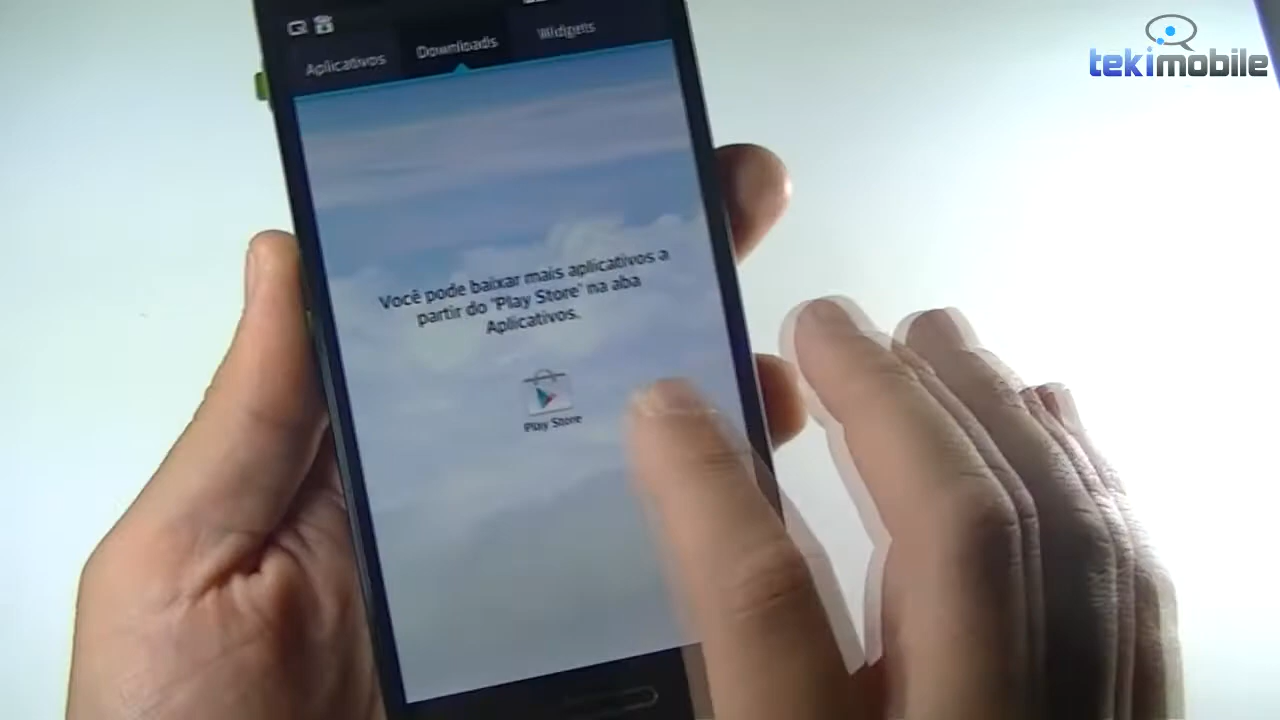 tekimobile
Aplicativos Downloads Widgets
Você pode baixar mais aplicativos a
partir do 'Play Store' na aba
Aplicativos.
Play Store